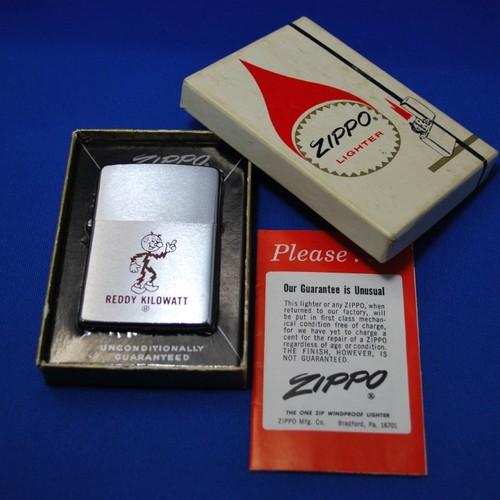 ZIPPO
LIGHTER
ZIPPO
REDDY KILOWATT
®
UNCONDITIONALLY
GUARANTEED
Please
Our Guarantee is Unusual
This lighter or any ZIPPO, when
returned to our factory, will
be put in first class mechan-
ical condition free of charge,
for we have yet to charge a
cent for the repair of a ZIPPO
regardless of age or condition.
THE FINISH, HOWEVER, IS
NOT GUARANTEED.
ZIPPO®
THE ONE ZIP WINDPROOF LIGHTER
ZIPPO Mfg. Co. Bradford, Pa. 16701